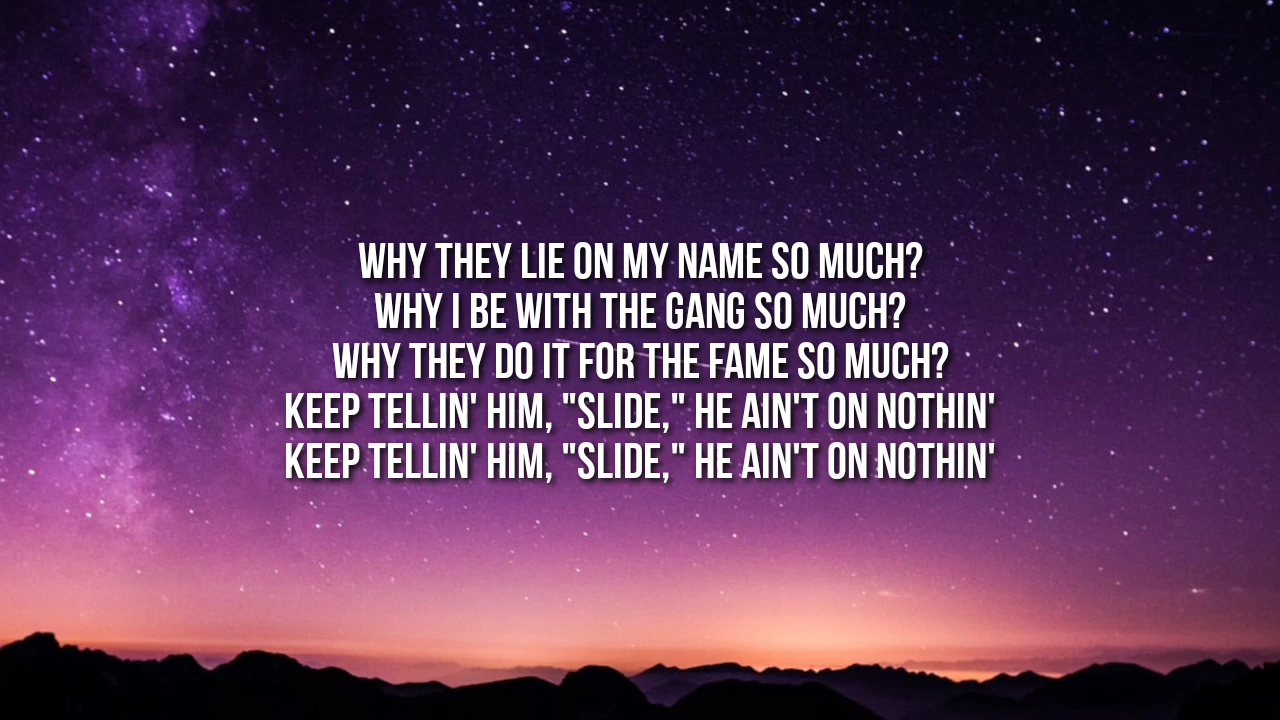 WHY THEY LIE ON MY NAME SO MUCH?
WHY I BE WITH THE GANG SO MUCH?
WHY THEY DO IT FOR THE FAME SO MUCH?
KEEP TELLIN' HIM, "SLIDE," HE AIN'T ON NOTHIN'
KEEP TELLIN' HIM, "SLIDE," HE AIN'T ON NOTHIN'